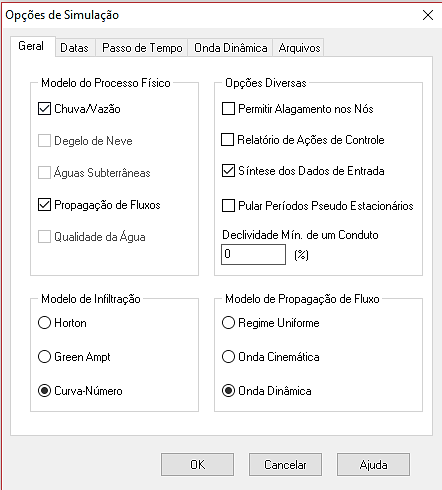 Opções de Simulação
Geral Datas Passo de Tempo Onda Dinâmica Arquivos
Modelo do Processo Físico
Chuva/Vazão
Degelo de Neve
Águas Subterrâneas
Propagação de Fluxos
Qualidade da Água
Opções Diversas
Permitir Alagamento nos Nós
Relatório de Ações de Controle
Síntese dos Dados de Entrada
Pular Períodos Pseudo Estacionários
Declividade Mín. de um Conduto
0 (%)
Modelo de Infiltração
Horton
Green Ampt
Curva-Número
Modelo de Propagação de Fluxo
Regime Uniforme
Onda Cinemática
Onda Dinâmica
OK Cancelar Ajuda